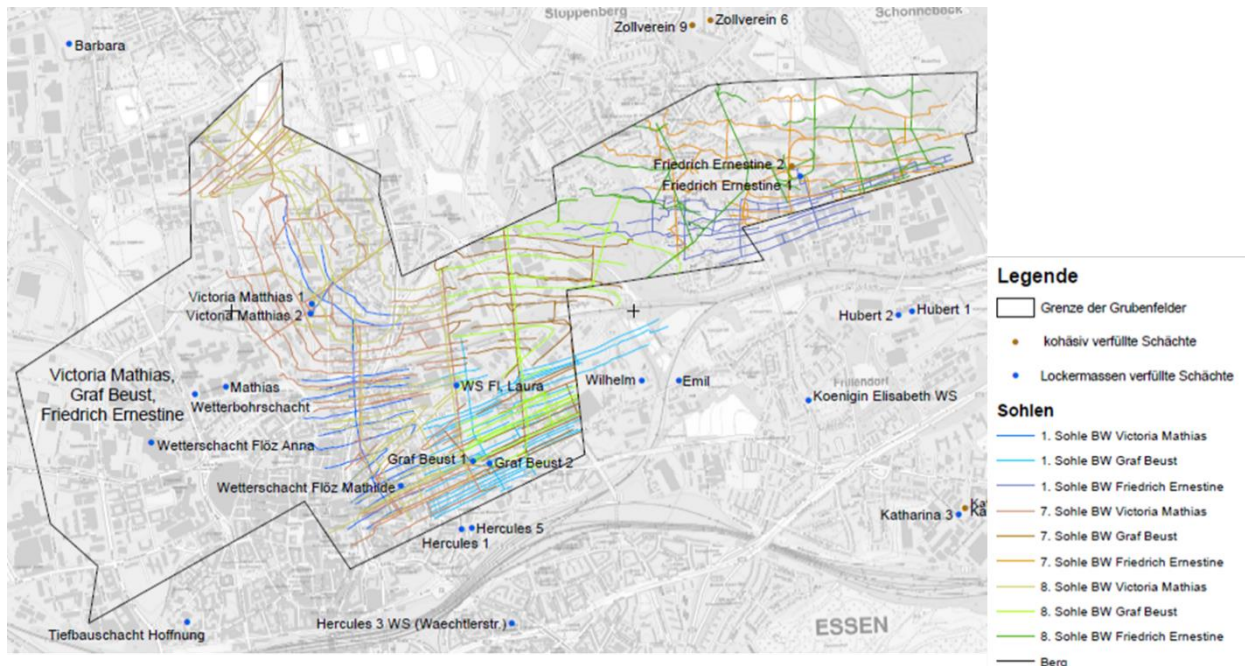 Stoppenberg
Schonnebeck
Zollverein 9
Zollverein 6
Barbara
Friedrich Ernestine 2
Friedrich Ernestine 1
Victoria Matthias 1
Victoria Matthias 2
Hubert 2
Hubert 1
Victoria Mathias,
Graf Beust,
Friedrich Ernestine
Mathias
Wetterbohrschacht
WS Fl. Laura
Wilhelm
Emil
Frillendorf
Koenigin Elisabeth WS
Wetterschacht Flöz Anna
Graf Beust 1
Graf Beust 2
Wetterschacht Flöz Mathilde
Katharina 3
Ka
Hercules 5
Hercules 1
Tiefbauschacht Hoffnung
Hercules 3 WS (Waechtlerstr.)
ESSEN
Legende
Grenze der Grubenfelder
kohäsiv verfüllte Schächte
Lockermassen verfüllte Schächte
Sohlen
1. Sohle BW Victoria Mathias
1. Sohle BW Graf Beust
1. Sohle BW Friedrich Ernestine
7. Sohle BW Victoria Mathias
7. Sohle BW Graf Beust
7. Sohle BW Friedrich Ernestine
8. Sohle BW Victoria Mathias
8. Sohle BW Graf Beust
8. Sohle BW Friedrich Ernestine
Berg